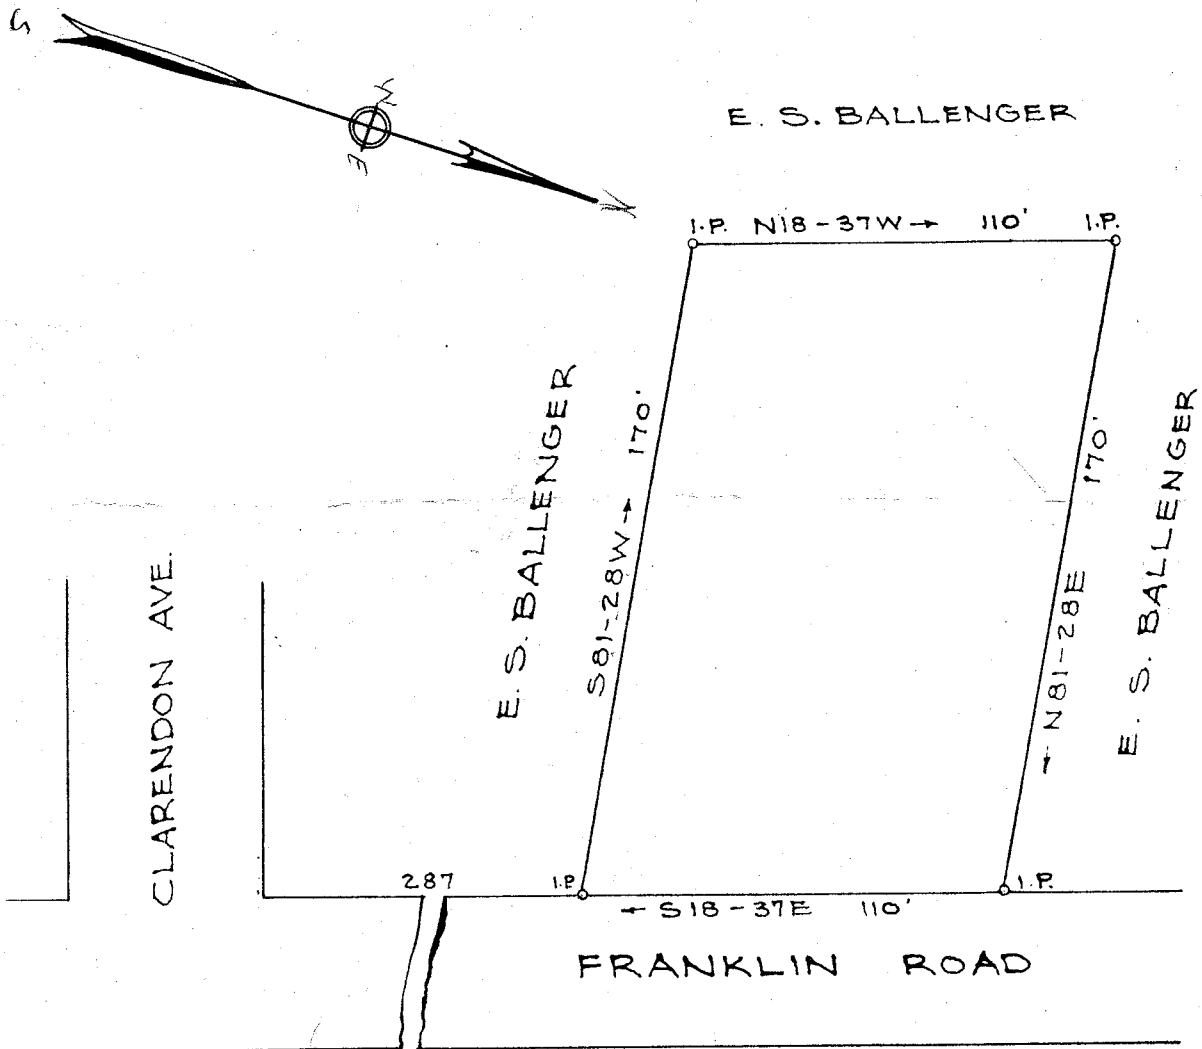 W
E
E. S. BALLENGER
I.P. N18-37W→ 110' I.P.
E. S. BALLENGER
S81-28W→ 170'
170'
←N81-28E
E. S. BALLENGER
CLARENDON AVE.
287 I.P. I.P.
←S18-37E 110'
FRANKLIN ROAD